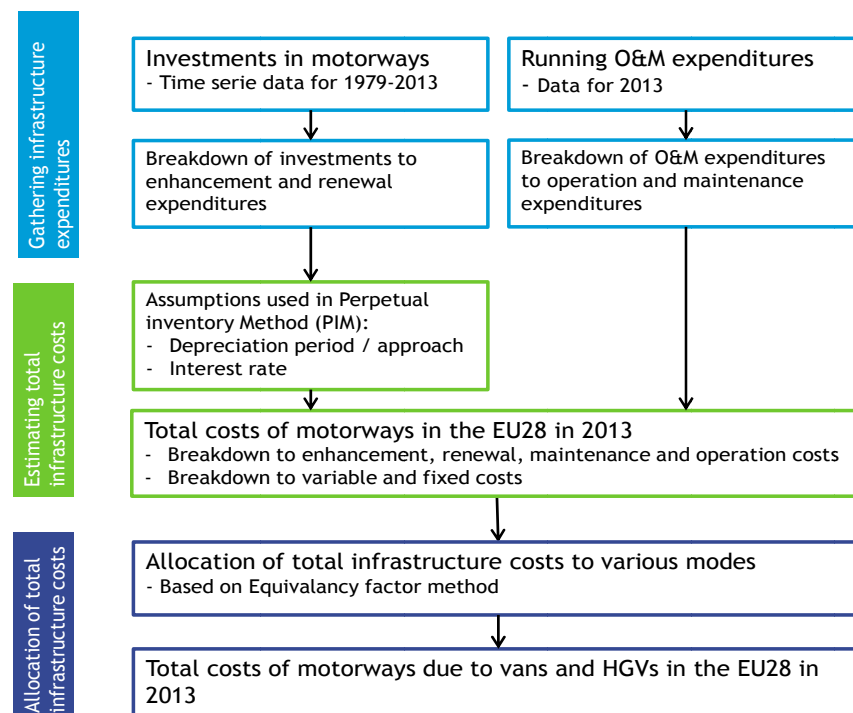 Gathering infrastructure
expenditures
Investments in motorways
- Time serie data for 1979-2013
Running O&M expenditures
- Data for 2013
Breakdown of investments to
enhancement and renewal
expenditures
Breakdown of O&M expenditures
to operation and maintenance
expenditures
Estimating total
infrastructure costs
Assumptions used in Perpetual
inventory Method (PIM):
- Depreciation period / approach
- Interest rate
Total costs of motorways in the EU28 in 2013
- Breakdown to enhancement, renewal, maintenance and operation costs
- Breakdown to variable and fixed costs
Allocation of total
infrastructure costs
Allocation of total infrastructure costs to various modes
- Based on Equivalancy factor method
Total costs of motorways due to vans and HGVs in the EU28 in
2013